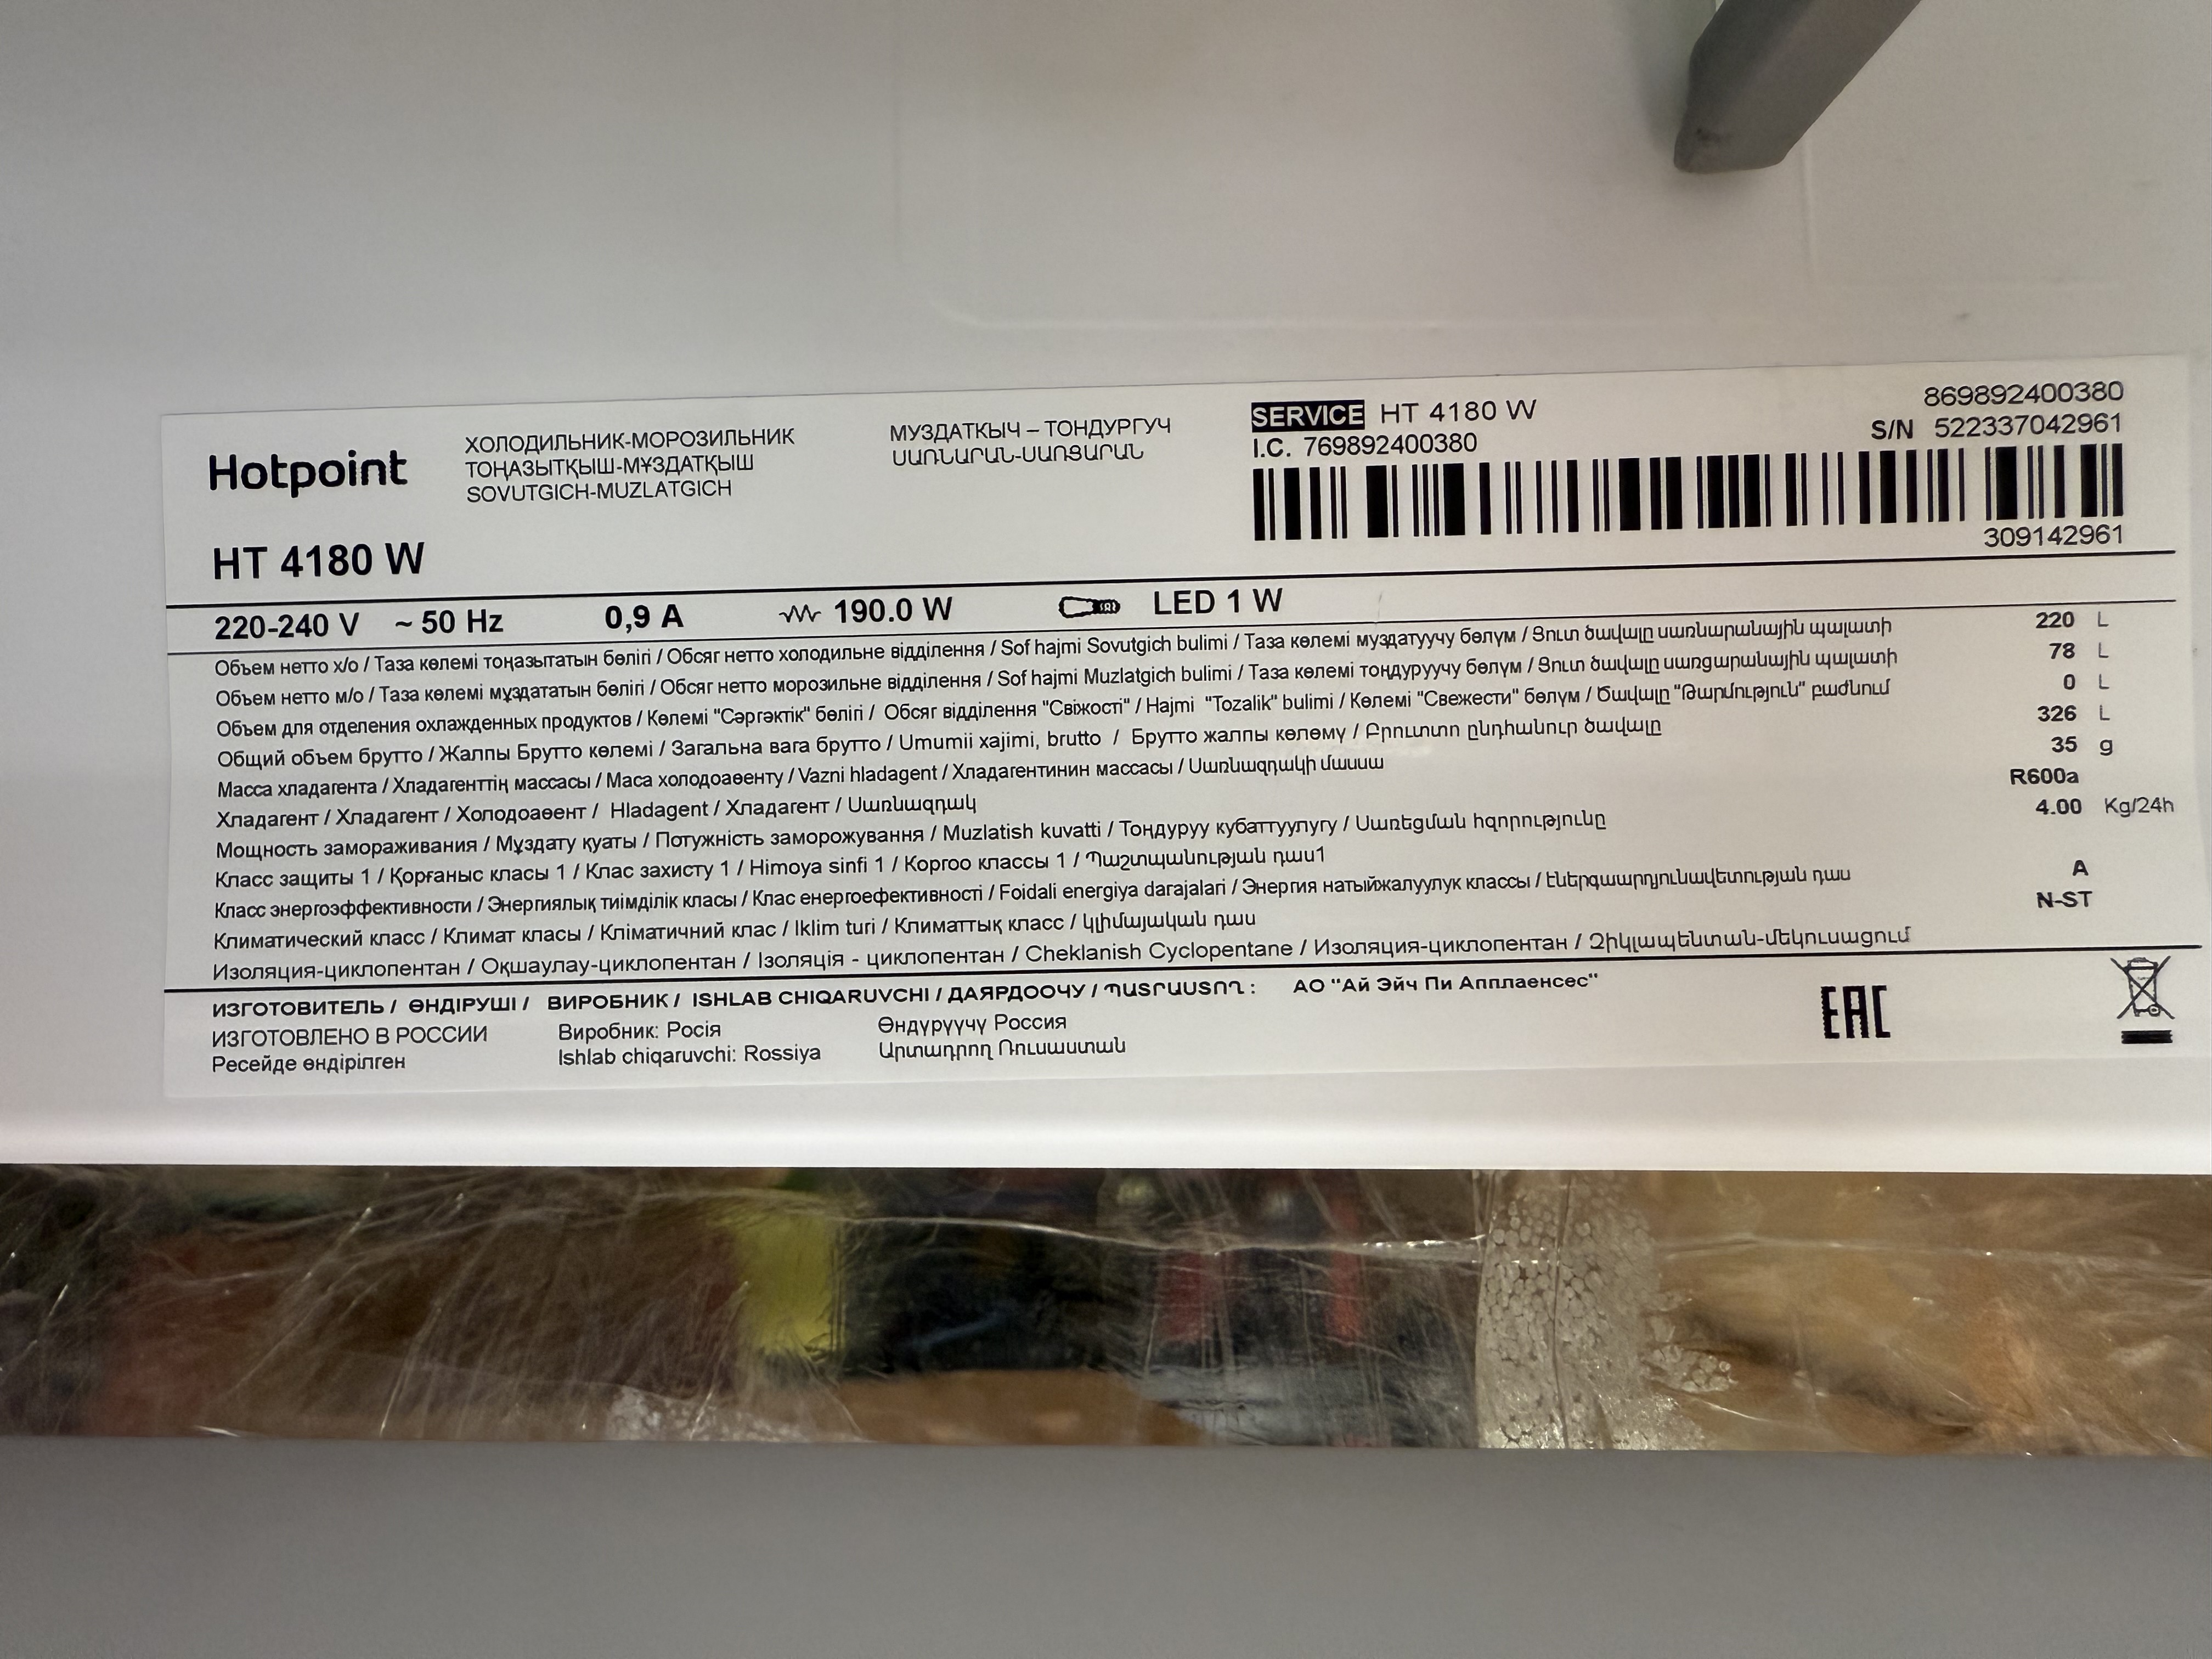 Hotpoint
HT 4180 W
ХОЛОДИЛЬНИК-МОРОЗИЛЬНИК
ТОҢАЗЫТҚЫШ-МҰЗДАТҚЫШ
SOVUTGICH-MUZLATGICH
МУЗДАТКЫЧ – ТОНДУРГУЧ
ՍԱՌՆԱՐԱՆ-ՍԱՌՑԱՐԱՆ
SERVICE HT 4180 W
I.C. 769892400380
869892400380
S/N 522337042961
309142961
220-240 V ~ 50 Hz 0,9 A 190.0 W LED 1 W
Объем нетто х/о / Таза көлемі тоңазытатын бөлігі / Обсяг нетто холодильне відділення / Sof hajmi Sovutgich bulimi / Таза көлемі муздатуучу бөлүм / Զուտ ծավալը սառնարանային պալատի 220 L
Объем нетто м/о / Таза көлемі мұздататын бөлігі / Обсяг нетто морозильне відділення / Sof hajmi Muzlatgich bulimi / Таза көлемі тоңдуруучу бөлүм / Զուտ ծավալը սառցարանային պալատի 78 L
Объем для отделения охлажденных продуктов / Көлемі "Сәргәктік" бөлігі / Обсяг відділення "Свіжості" / Hajmi "Tozalik" bulimi / Көлемі "Свежести" бөлүм / Ծավալը "Թարմություն" բաժնում 0 L
Общий объем брутто / Жалпы Брутто көлемі / Загальна вага брутто / Umumii xajimi, brutto / Брутто жалпы көлөмү / Բրուտտո ընդհանուր ծավալը 326 L
Масса хладагента / Хладагенттің массасы / Маса холодоавенту / Vazni hladagent / Хладагентинин массасы / Սառնազդակի մասսա 35 g
Хладагент / Хладагент / Холодоавент / Hladagent / Хладагент / Սառնազդակ R600a
Мощность замораживания / Мұздату қуаты / Потужність заморожування / Muzlatish kuvatti / Тоңдуруу кубаттуулугу / Սառեցման հզորությունը 4.00 Kg/24h
Класс защиты 1 / Қорғаныс класы 1 / Клас захисту 1 / Himoya sinfi 1 / Коргоо классы 1 / Պաշտպանության դաս1
Класс энергоэффективности / Энергиялық тиімділік класы / Клас енергоефективності / Foidali energiya darajalari / Энергия натыйжалуулук классы / Էներգաարդյունավետության դաս A
Климатический класс / Климат класы / Кліматичний клас / Iklim turi / Климаттық класс / Կլիմայական դաս N-ST
Изоляция-циклопентан / Оқшаулау-циклопентан / Ізоляція - циклопентан / Cheklanish Cyclopentane / Изоляция-циклопентан / Ցիկլապենտան-մեկուսացում
ИЗГОТОВИТЕЛЬ / ӨНДІРУШІ / ВИРОБНИК / ISHLAB CHIQARUVCHI / ДАЯРДООЧУ / ՊԱՏՐԱՍՏՈՂ : АО "Ай Эйч Пи Апплаенсес"
ИЗГОТОВЛЕНО В РОССИИ
Ресейде өндірілген
Виробник: Росія
Ishlab chiqaruvchi: Rossiya
Өндүрүүчү Россия
Արտադրող Ռուսաստան
EAC